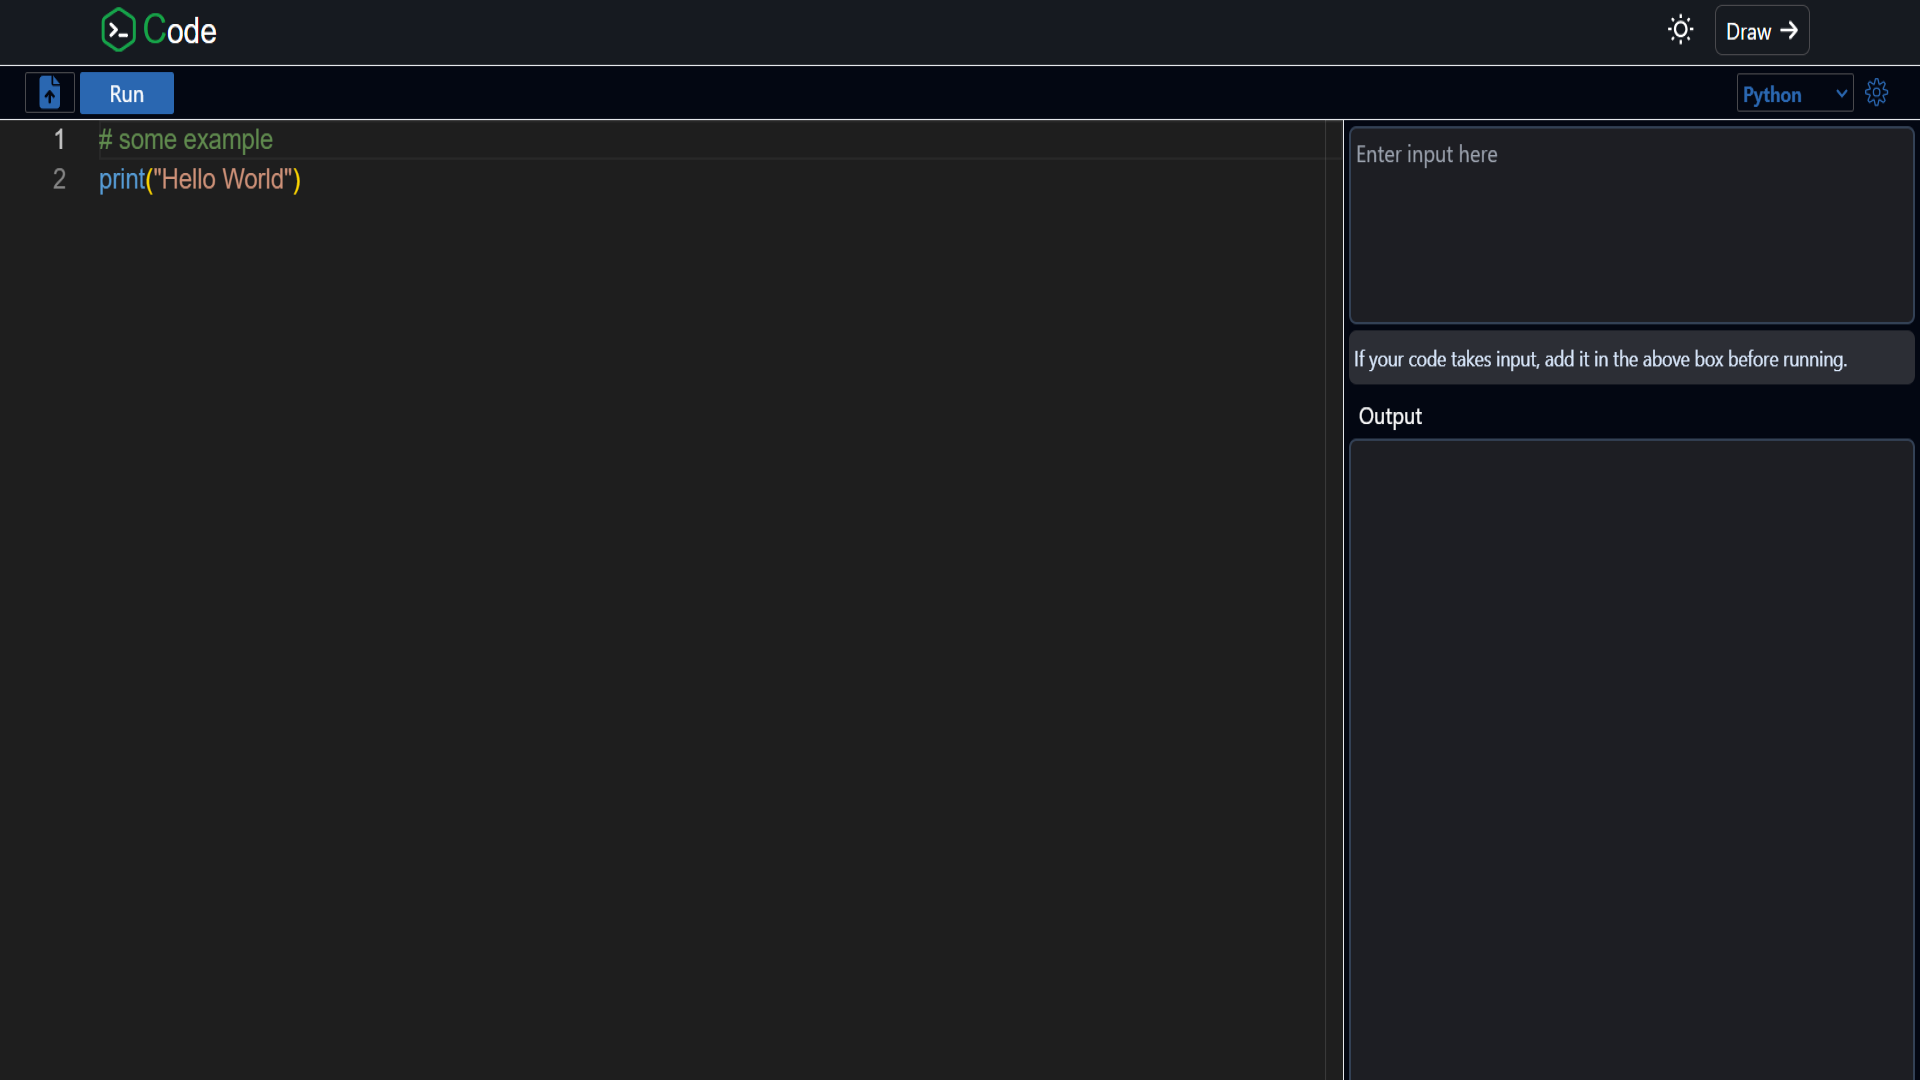 Code
Draw
Run
Python
1 # some example
2 print("Hello World")
Enter input here
If your code takes input, add it in the above box before running.
Output